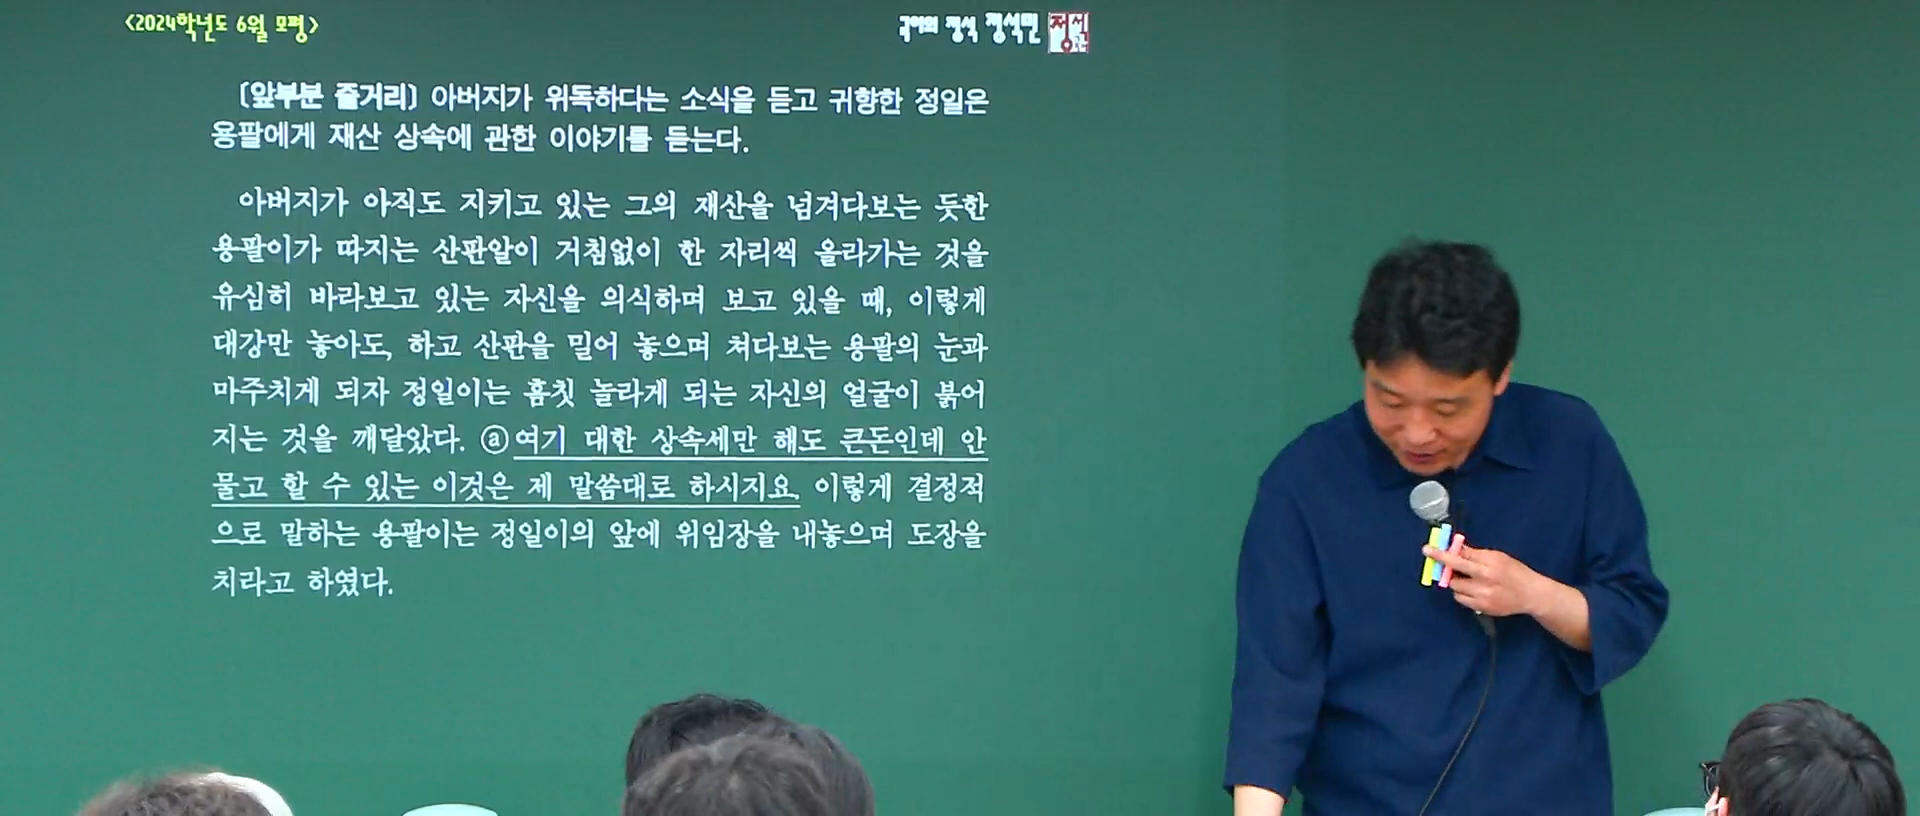 <2024학년도 6월 모평>
국어의 정석 정석민 정석민
[앞부분 줄거리] 아버지가 위독하다는 소식을 듣고 귀향한 정일은
용팔에게 재산 상속에 관한 이야기를 듣는다.
아버지가 아직도 지키고 있는 그의 재산을 넘겨다보는 듯한
용팔이가 따지는 산판알이 거침없이 한 자리씩 올라가는 것을
유심히 바라보고 있는 자신을 의식하며 보고 있을 때, 이렇게
대강만 놓아도, 하고 산판을 밀어 놓으며 쳐다보는 용팔의 눈과
마주치게 되자 정일이는 흠칫 놀라게 되는 자신의 얼굴이 붉어
지는 것을 깨달았다. ⓐ여기 대한 상속세만 해도 큰돈인데 안
물고 할 수 있는 이것은 제 말씀대로 하시지요. 이렇게 결정적
으로 말하는 용팔이는 정일이의 앞에 위임장을 내놓으며 도장을
치라고 하였다.